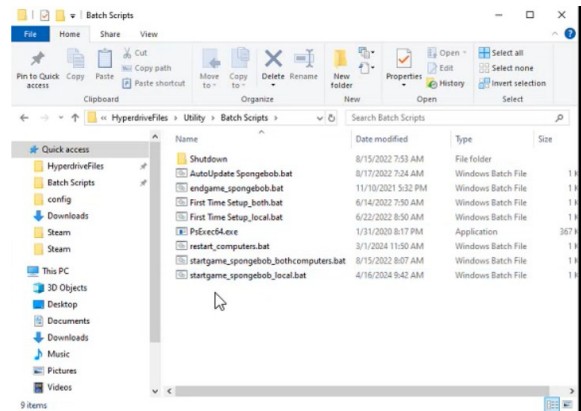 Batch Scripts
File Home Share View
Pin to Quick access
Copy
Paste
Cut
Copy path
Paste shortcut
Move to
Copy to
Delete
Rename
New folder
Properties
Open
Edit
History
Select all
Select none
Invert selection
Clipboard Organize New Open Select
« HyperdriveFiles › Utility › Batch Scripts › Search Batch Scripts
Name Date modified Type Size
Quick access
HyperdriveFiles
Batch Scripts
config
Downloads
Steam
Steam
This PC
3D Objects
Desktop
Documents
Downloads
Music
Pictures
Videos
Shutdown 8/15/2022 7:53 AM File folder
AutoUpdate Spongebob.bat 8/17/2022 7:24 AM Windows Batch File 1 K
endgame_spongebob.bat 11/10/2021 5:32 PM Windows Batch File 1 K
First Time Setup_both.bat 6/14/2022 7:50 AM Windows Batch File 1 K
First Time Setup_local.bat 6/22/2022 8:50 AM Windows Batch File 1 K
PsExec64.exe 1/31/2020 8:17 PM Application 367 K
restart_computers.bat 3/1/2024 11:50 AM Windows Batch File 1 K
startgame_spongebob_bothcomputers.bat 8/15/2022 8:07 AM Windows Batch File 1 K
startgame_spongebob_local.bat 4/16/2024 9:42 AM Windows Batch File 1 K
9 items